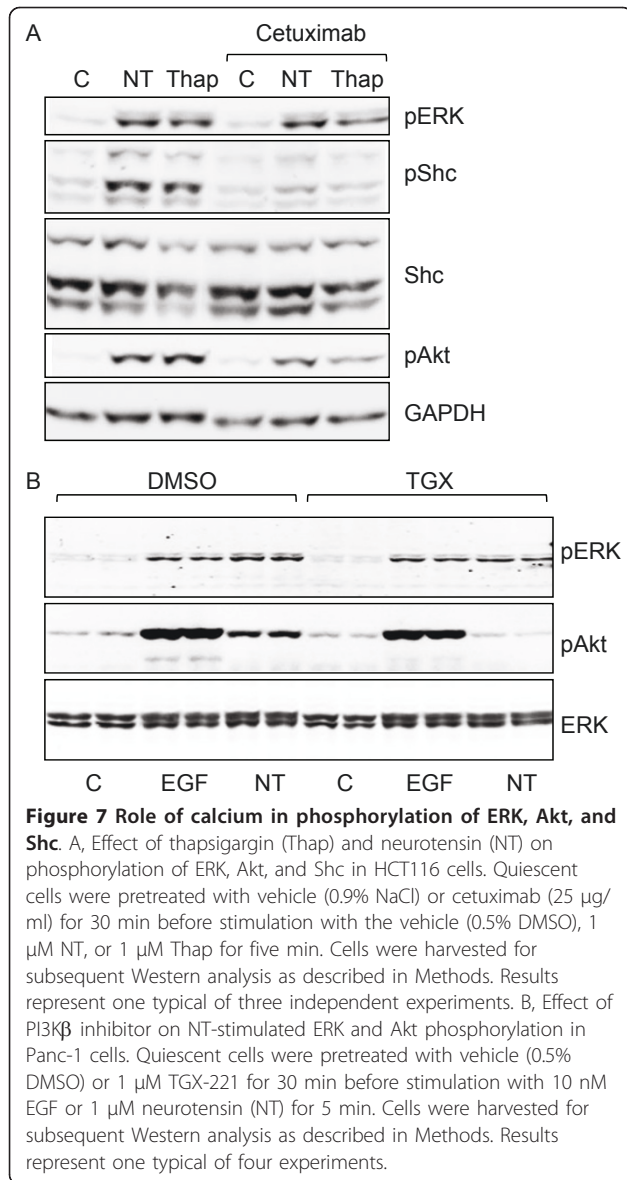 A
Cetuximab
C NT Thap C NT Thap
pERK
pShc
Shc
pAkt
GAPDH
B
DMSO TGX
pERK
pAkt
ERK
C EGF NT C EGF NT
Figure 7 Role of calcium in phosphorylation of ERK, Akt, and
Shc. A, Effect of thapsigargin (Thap) and neurotensin (NT) on
phosphorylation of ERK, Akt, and Shc in HCT116 cells. Quiescent
cells were pretreated with vehicle (0.9% NaCl) or cetuximab (25 μg/
ml) for 30 min before stimulation with the vehicle (0.5% DMSO), 1
μM NT, or 1 μM Thap for five min. Cells were harvested for
subsequent Western analysis as described in Methods. Results
represent one typical of three independent experiments. B, Effect of
PI3Kβ inhibitor on NT-stimulated ERK and Akt phosphorylation in
Panc-1 cells. Quiescent cells were pretreated with vehicle (0.5%
DMSO) or 1 μM TGX-221 for 30 min before stimulation with 10 nM
EGF or 1 μM neurotensin (NT) for 5 min. Cells were harvested for
subsequent Western analysis as described in Methods. Results
represent one typical of four experiments.